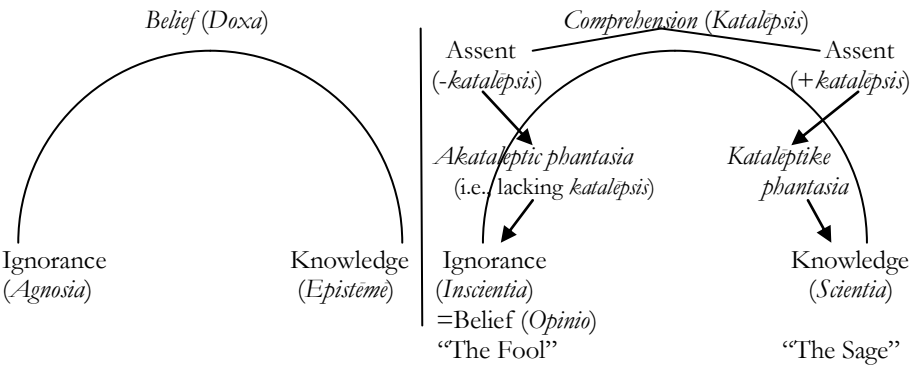 Belief (Doxa)
Ignorance
(Agnosia)
Knowledge
(Epistēmē)
Comprehension (Katalēpsis)
Assent
(-katalēpsis)
Assent
(+katalēpsis)
Akataleptic phantasia
(i.e., lacking katalēpsis)
Katalēptike
phantasia
Ignorance
(Inscientia)
=Belief (Opinio)
“The Fool”
Knowledge
(Scientia)
“The Sage”